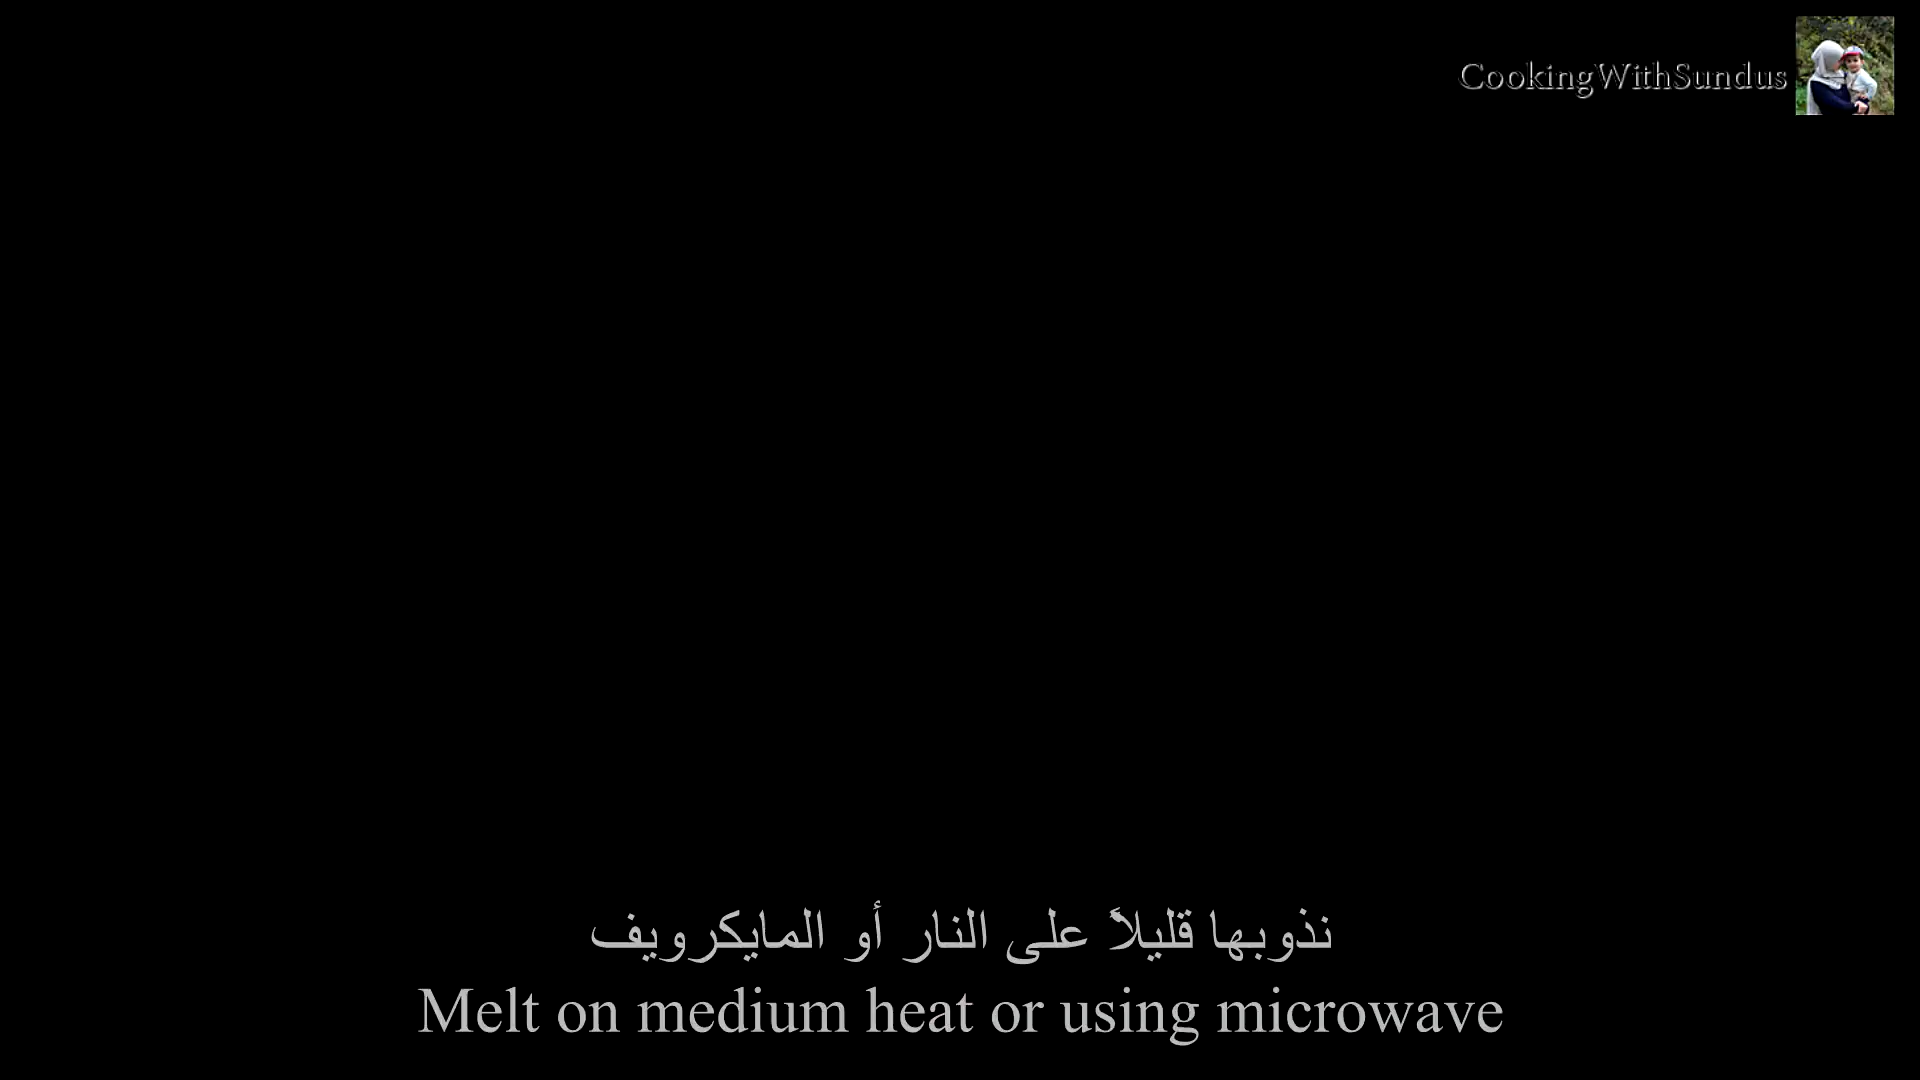 CookingWithSundus
نذوبها قليلاً على النار أو المايكرويف
Melt on medium heat or using microwave